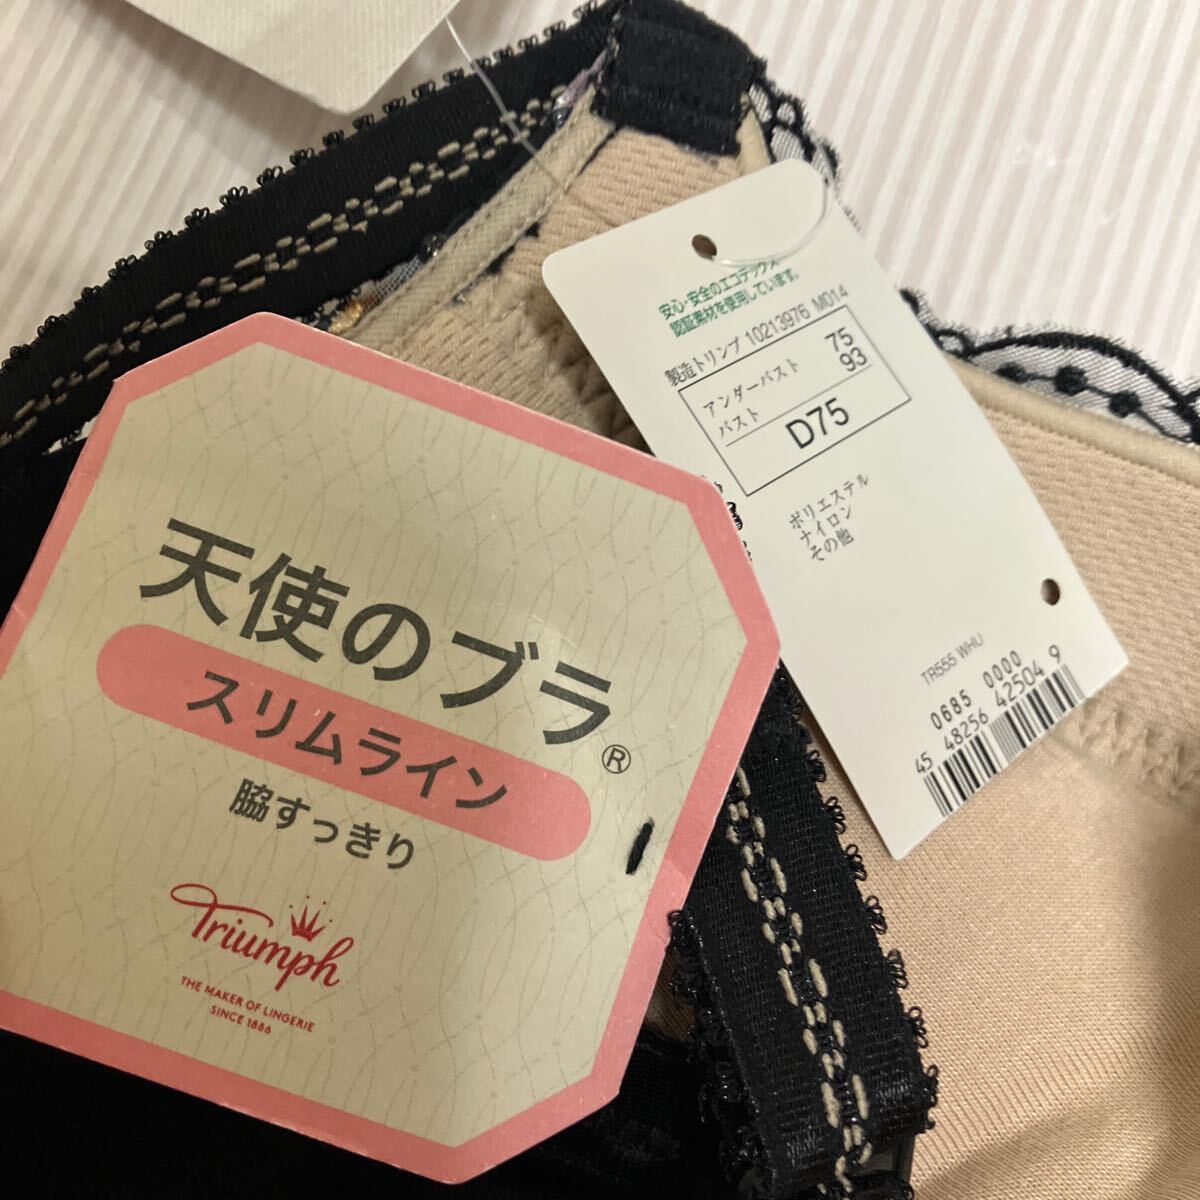 天使のブラ®
スリムライン
脇すっきり
Triumph
THE MAKER OF LINGERIE
SINCE 1886
安心・安全のエコテックス
認証素材を使用しています。
製造トリンプ 10213976 M014
アンダーバスト 75
バスト 93
D75
ポリエステル
ナイロン
その他
TR555 WHU
0685 0000
45 48256 42504 9